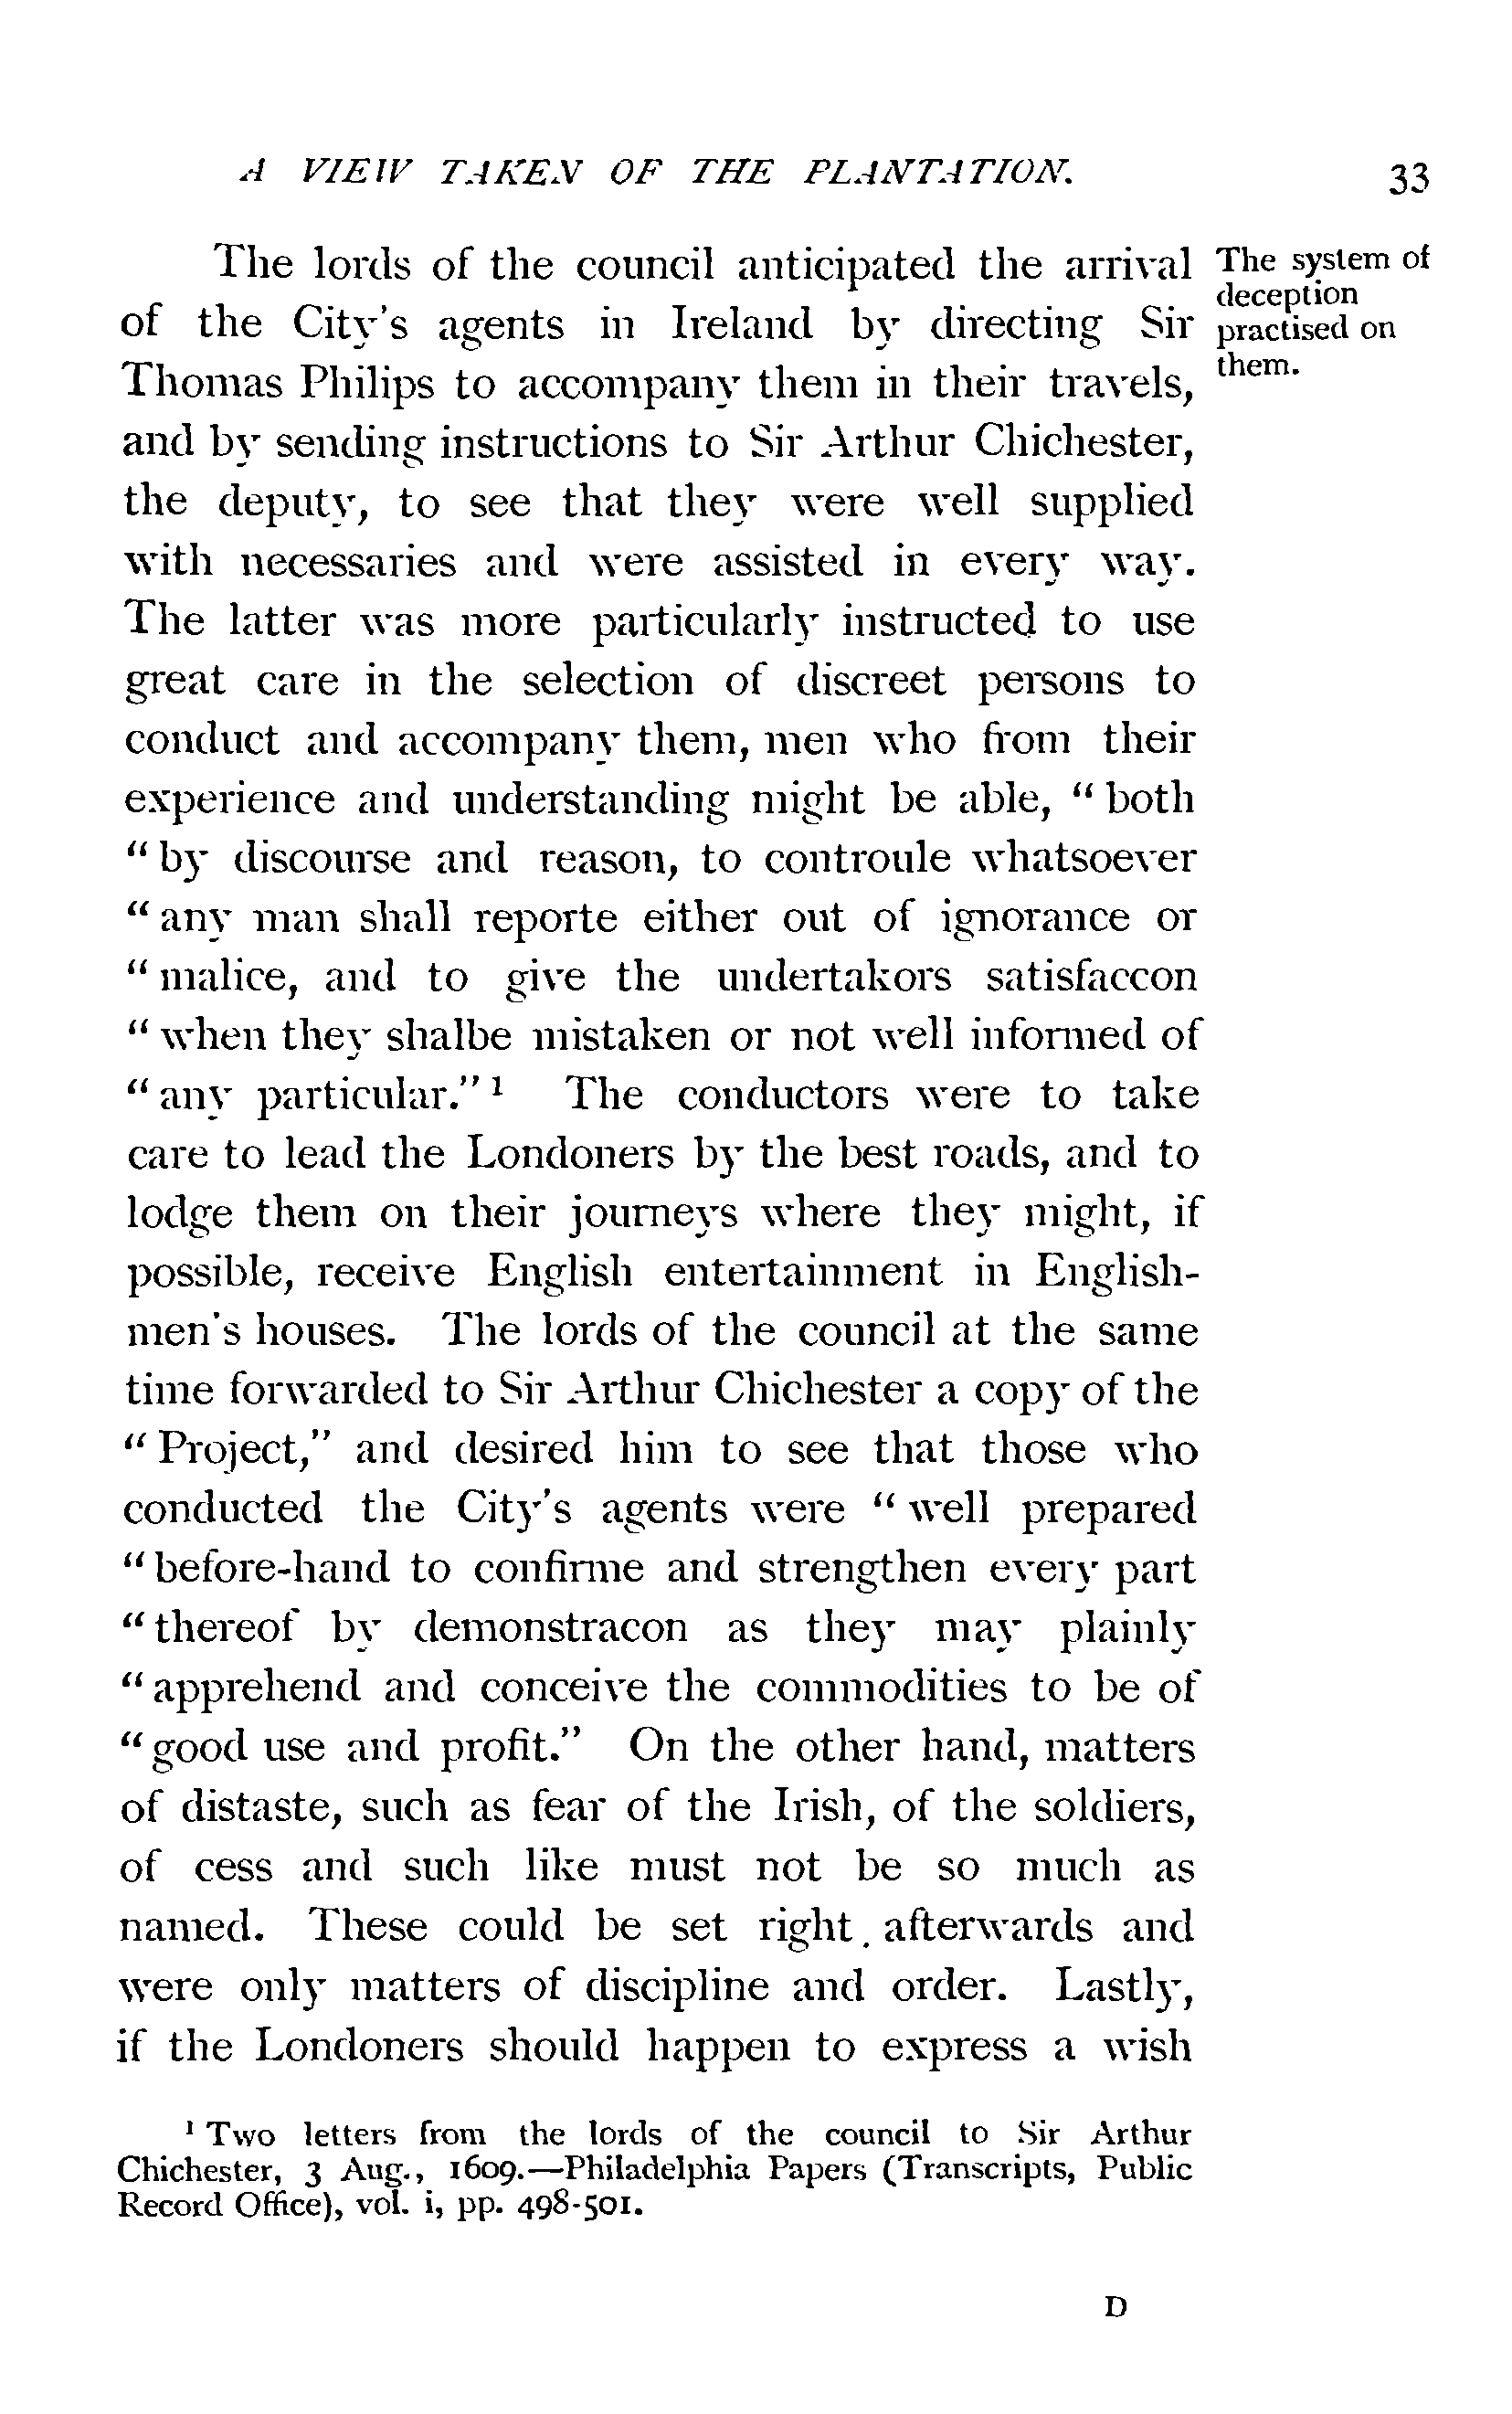 A VIEW TAKEN OF THE PLANTATION. 33
The lords of the council anticipated the arrival
of the City's agents in Ireland by directing Sir
Thomas Philips to accompany them in their travels,
and by sending instructions to Sir Arthur Chichester,
the deputy, to see that they were well supplied
with necessaries and were assisted in every way.
The latter was more particularly instructed to use
great care in the selection of discreet persons to
conduct and accompany them, men who from their
experience and understanding might be able, “ both
“ by discourse and reason, to controule whatsoever
“ any man shall reporte either out of ignorance or
“ malice, and to give the undertakors satisfaccon
“ when they shalbe mistaken or not well informed of
“ any particular.” ¹ The conductors were to take
care to lead the Londoners by the best roads, and to
lodge them on their journeys where they might, if
possible, receive English entertainment in English-
men's houses. The lords of the council at the same
time forwarded to Sir Arthur Chichester a copy of the
“ Project,” and desired him to see that those who
conducted the City's agents were “ well prepared
“ before-hand to confirme and strengthen every part
“ thereof by demonstracon as they may plainly
“ apprehend and conceive the commodities to be of
“ good use and profit.” On the other hand, matters
of distaste, such as fear of the Irish, of the soldiers,
of cess and such like must not be so much as
named. These could be set right . afterwards and
were only matters of discipline and order. Lastly,
if the Londoners should happen to express a wish
The system of
deception
practised on
them.
¹ Two letters from the lords of the council to Sir Arthur
Chichester, 3 Aug., 1609.—Philadelphia Papers (Transcripts, Public
Record Office), vol. i, pp. 498-501.
D